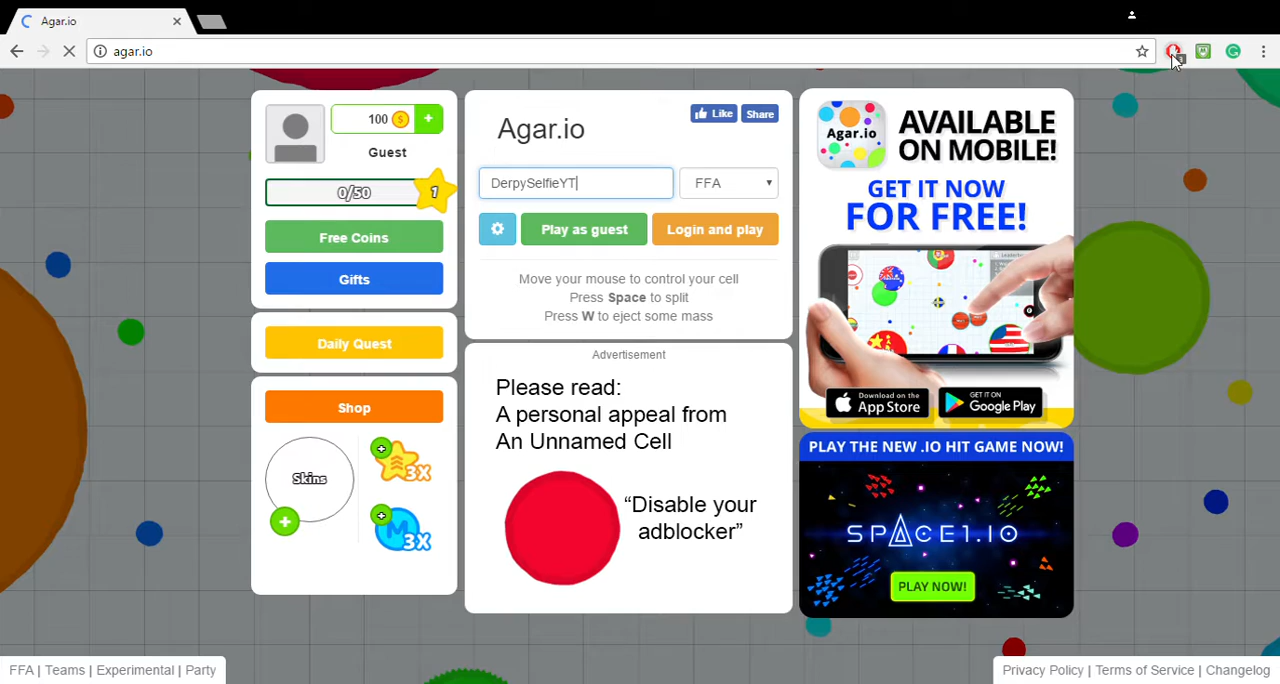 Agar.io
agar.io
100
Guest
0/50
1
Free Coins
Gifts
Daily Quest
Shop
Skins
3X
M
3X
Agar.io
Like
Share
DerpySelfieYT
FFA
Play as guest
Login and play
Move your mouse to control your cell
Press Space to split
Press W to eject some mass
Advertisement
Please read:
A personal appeal from
An Unnamed Cell
“Disable your
adblocker”
Agar.io
AVAILABLE
ON MOBILE!
GET IT NOW
FOR FREE!
Download on the
App Store
GET IT ON
Google Play
PLAY THE NEW .IO HIT GAME NOW!
SPACE1.IO
PLAY NOW!
FFA | Teams | Experimental | Party
Privacy Policy | Terms of Service | Changelog